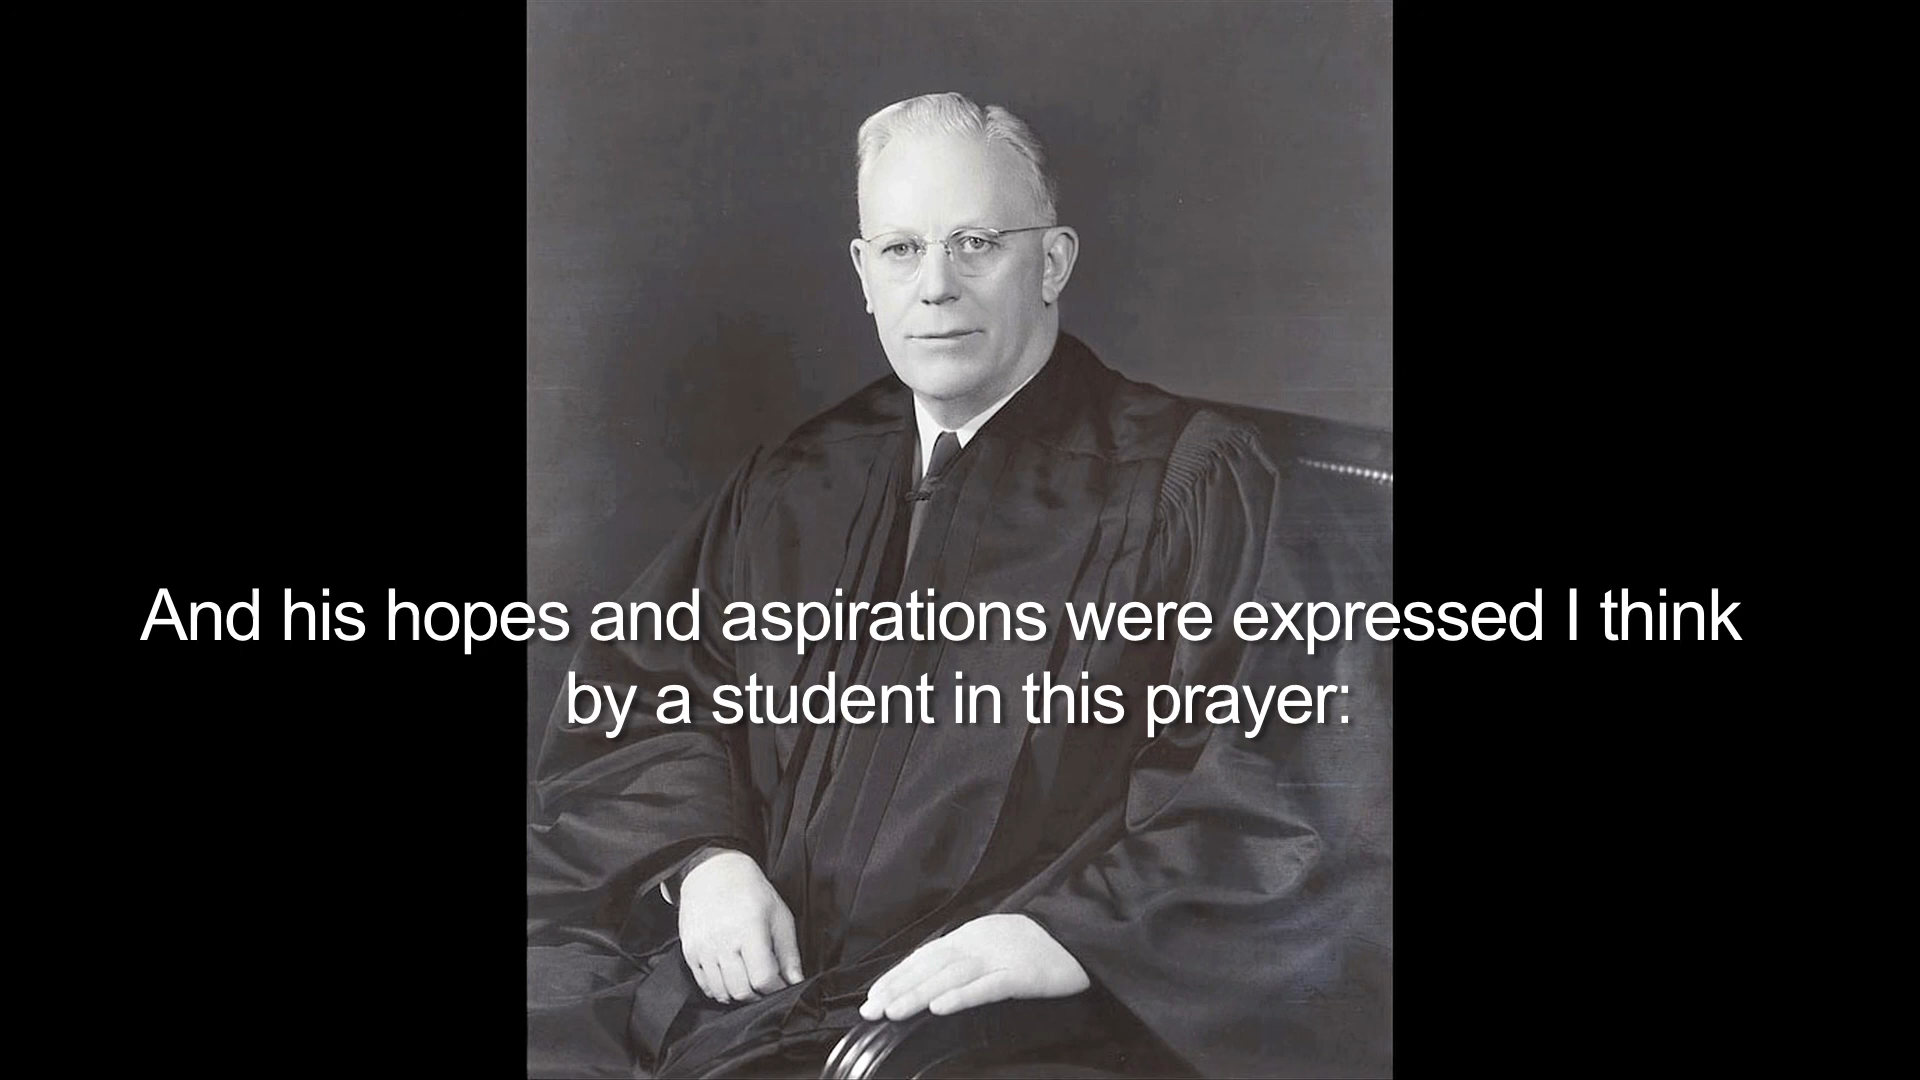 And his hopes and aspirations were expressed I think
by a student in this prayer: